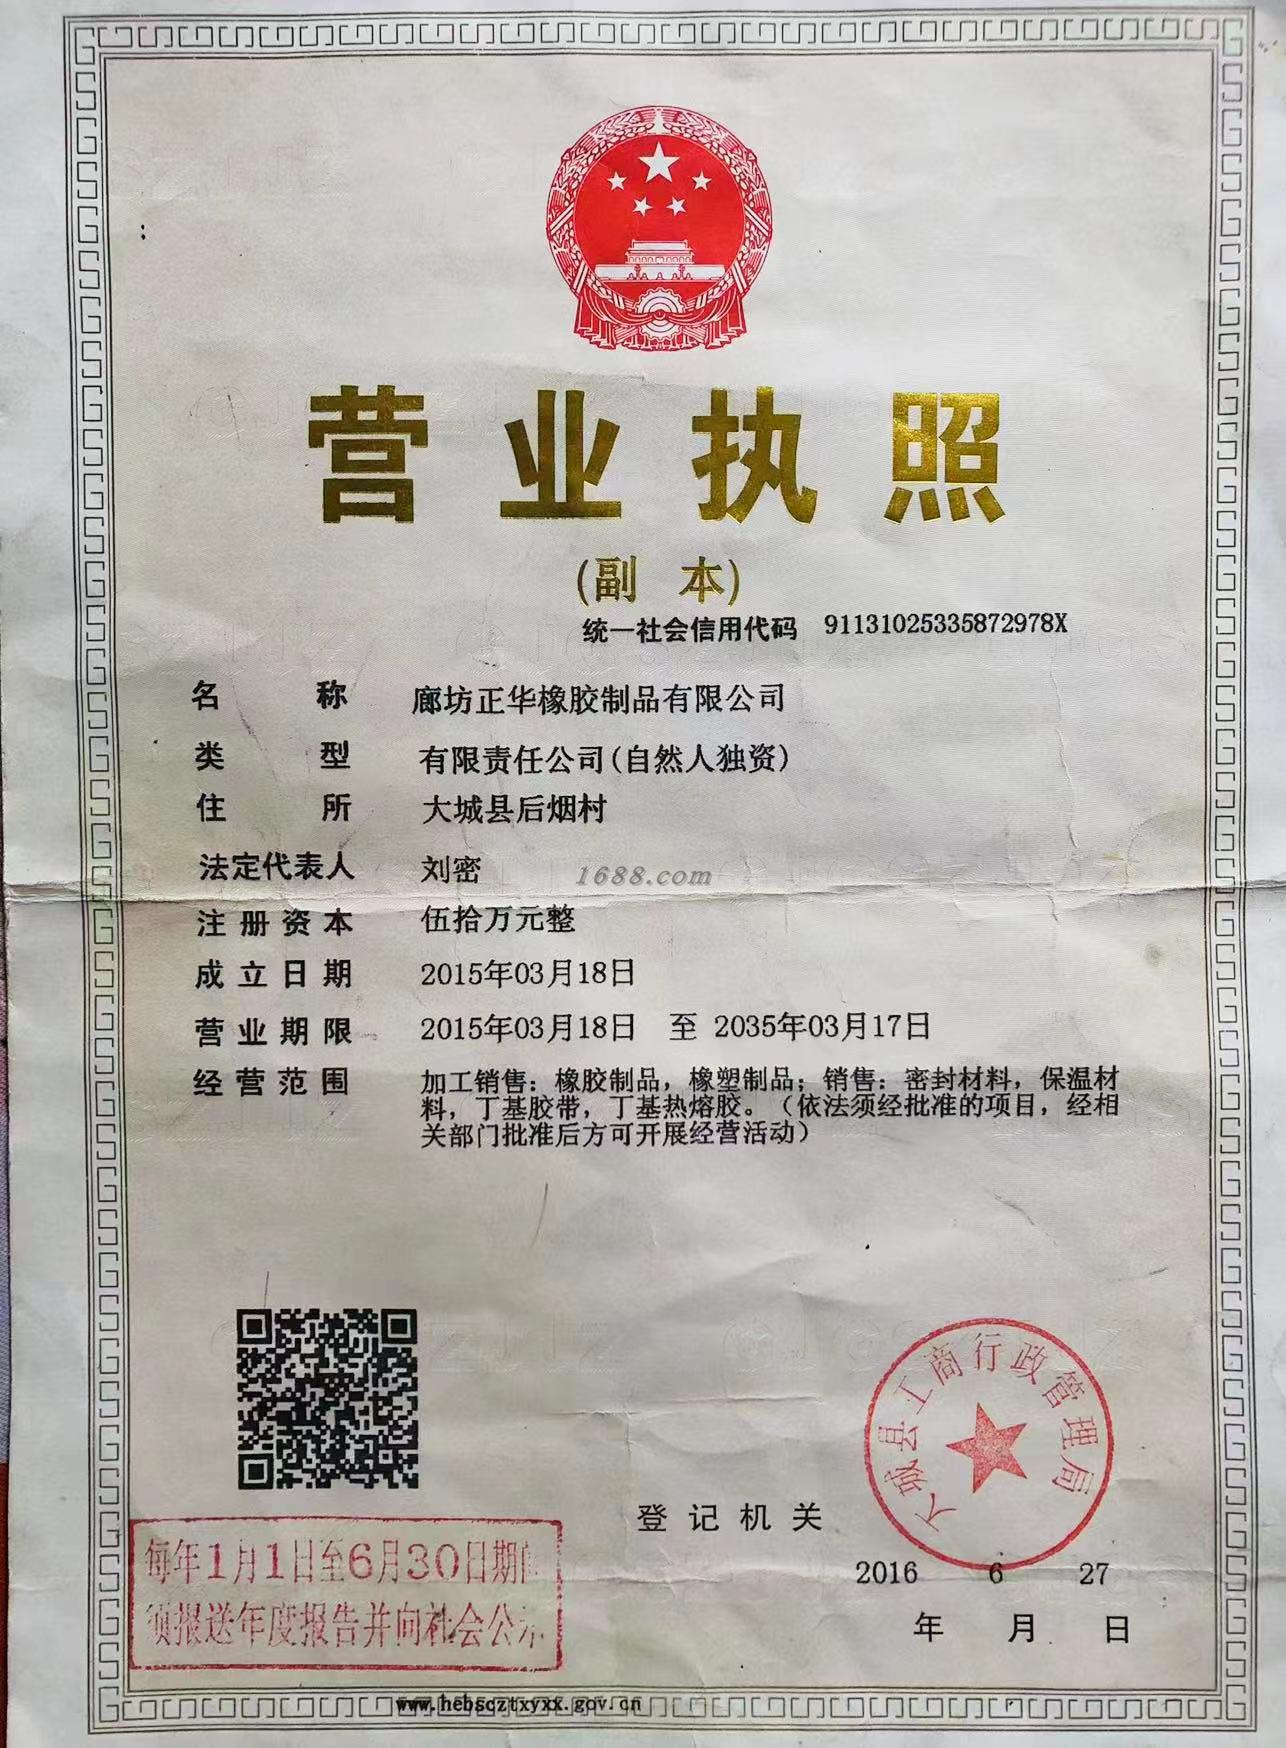 营业执照
(副 本)
统一社会信用代码 91131025335872978X
名 称 廊坊正华橡胶制品有限公司
类 型 有限责任公司(自然人独资)
住 所 大城县后烟村
法定代表人 刘密
1688.com
注册资本 伍拾万元整
成立日期 2015年03月18日
营业期限 2015年03月18日 至 2035年03月17日
经营范围 加工销售：橡胶制品，橡塑制品；销售：密封材料，保温材
料，丁基胶带，丁基热熔胶。（依法须经批准的项目，经相
关部门批准后方可开展经营活动）
大城县工商行政管理局
登记机关
2016 6 27
年 月 日
每年1月1日至6月30日期间
须报送年度报告并向社会公示
www.hebscztxyxx.gov.cn